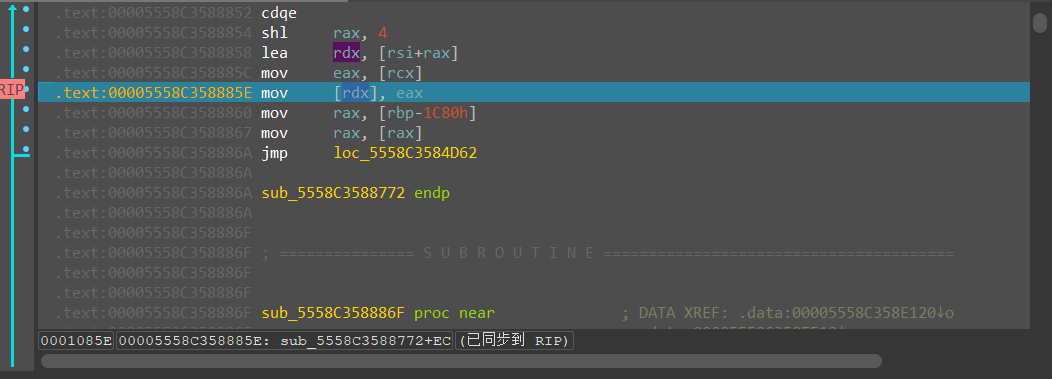 .text:00005558C3588852 cdqe
.text:00005558C3588854 shl     rax, 4
.text:00005558C3588858 lea     rdx, [rsi+rax]
.text:00005558C358885C mov     eax, [rcx]
RIP .text:00005558C358885E mov     [rdx], eax
.text:00005558C3588860 mov     rax, [rbp-1C80h]
.text:00005558C3588867 mov     rax, [rax]
.text:00005558C358886A jmp     loc_5558C3584D62
.text:00005558C358886A
.text:00005558C358886A sub_5558C3588772 endp
.text:00005558C358886A
.text:00005558C358886F
.text:00005558C358886F ; =============== S U B R O U T I N E =======================================
.text:00005558C358886F
.text:00005558C358886F
.text:00005558C358886F sub_5558C358886F proc near              ; DATA XREF: .data:00005558C358E120↓o
0001085E 00005558C358885E: sub_5558C3588772+EC (已同步到 RIP)